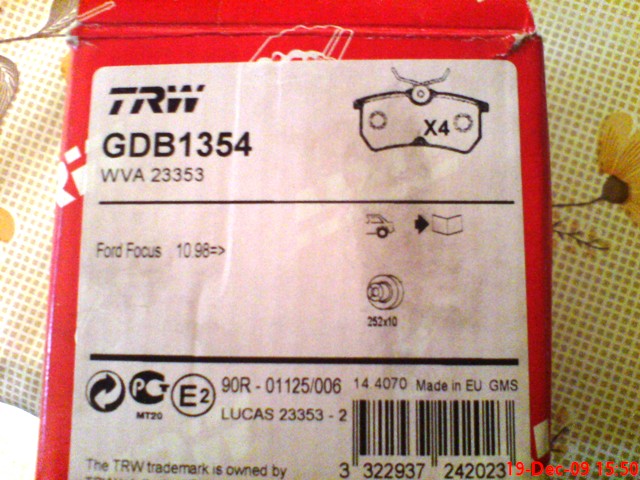 TRW
GDB1354
WVA 23353
X4
Ford Focus 10.98=>
252x10
90R - 01125/006 14.4070 Made in EU GMS
MT20
E2
LUCAS 23353 - 2
The TRW trademark is owned by
3 322937 242023
19-Dec-09 15:50